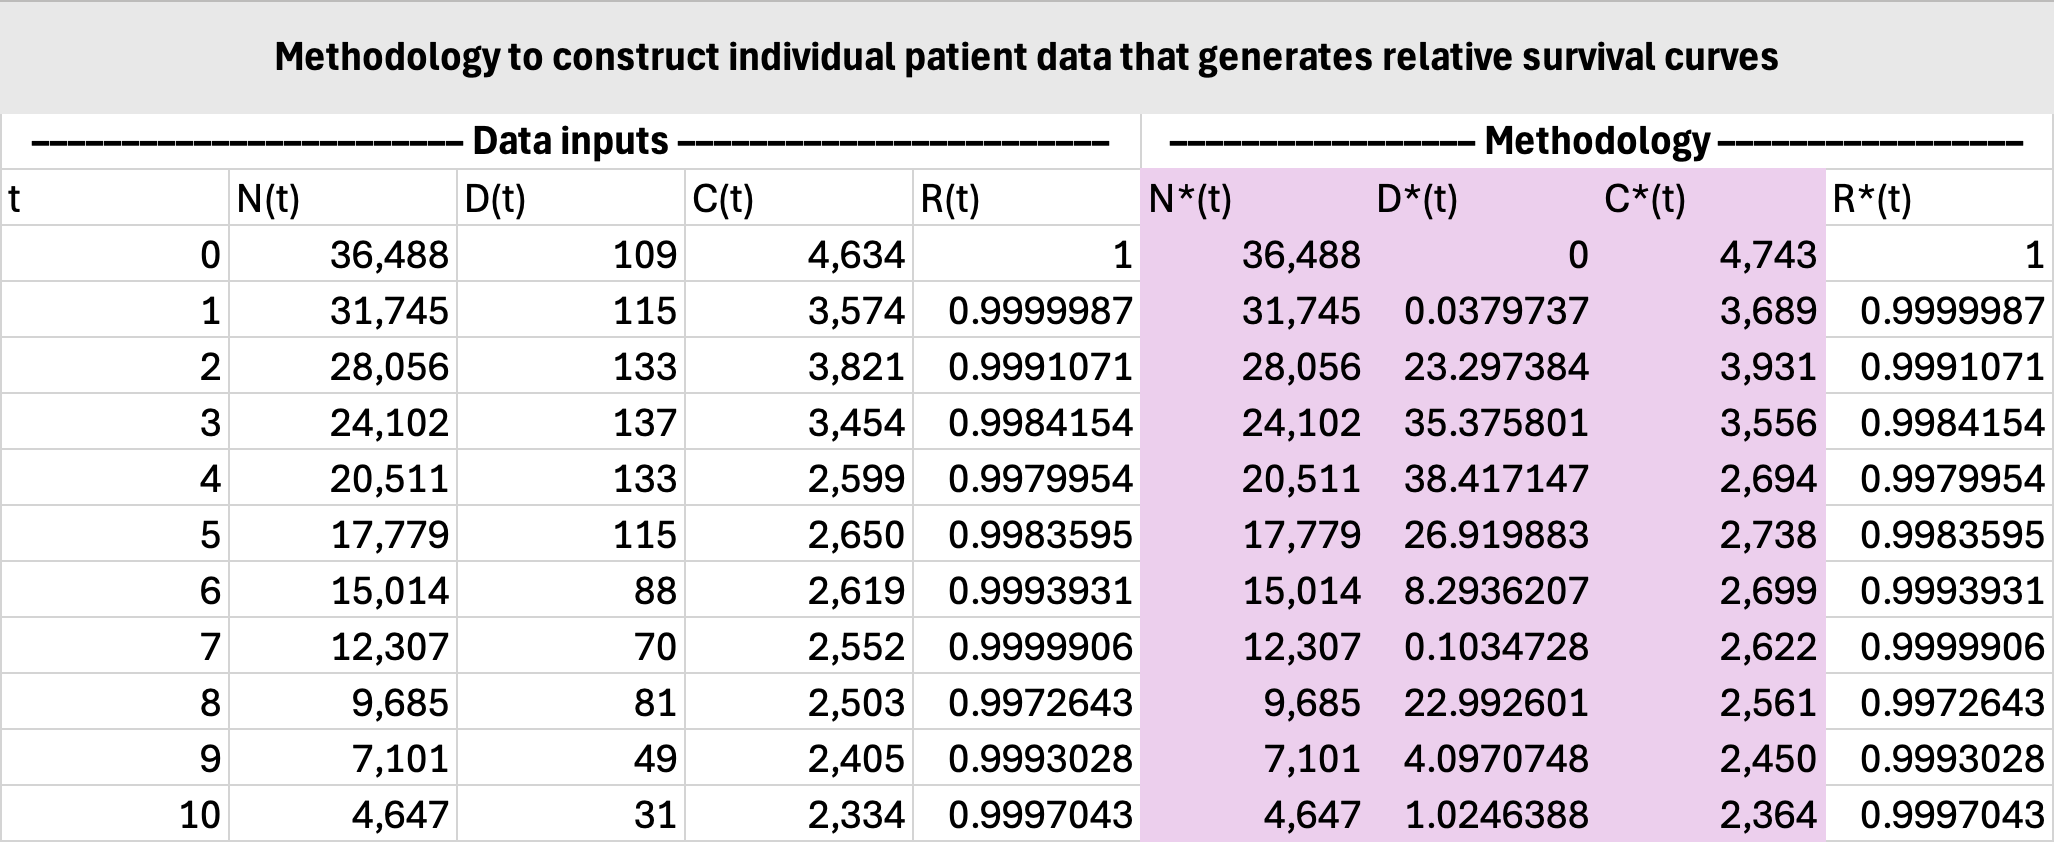 Methodology to construct individual patient data that generates relative survival curves
------------------------ Data inputs ------------------------ ----------------- Methodology -----------------
t N(t) D(t) C(t) R(t) N*(t) D*(t) C*(t) R*(t)
0 36,488 109 4,634 1 36,488 0 4,743 1
1 31,745 115 3,574 0.9999987 31,745 0.0379737 3,689 0.9999987
2 28,056 133 3,821 0.9991071 28,056 23.297384 3,931 0.9991071
3 24,102 137 3,454 0.9984154 24,102 35.375801 3,556 0.9984154
4 20,511 133 2,599 0.9979954 20,511 38.417147 2,694 0.9979954
5 17,779 115 2,650 0.9983595 17,779 26.919883 2,738 0.9983595
6 15,014 88 2,619 0.9993931 15,014 8.2936207 2,699 0.9993931
7 12,307 70 2,552 0.9999906 12,307 0.1034728 2,622 0.9999906
8 9,685 81 2,503 0.9972643 9,685 22.992601 2,561 0.9972643
9 7,101 49 2,405 0.9993028 7,101 4.0970748 2,450 0.9993028
10 4,647 31 2,334 0.9997043 4,647 1.0246388 2,364 0.9997043